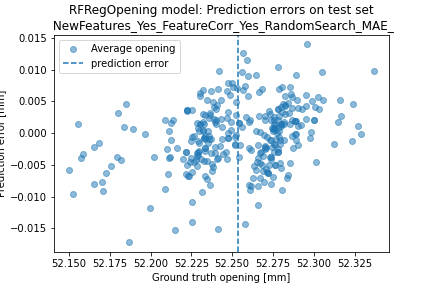 RFRegOpening model: Prediction errors on test set
NewFeatures_Yes_FeatureCorr_Yes_RandomSearch_MAE_
Average opening
prediction error
Prediction error [mm]
0.015
0.010
0.005
0.000
−0.005
−0.010
−0.015
52.150 52.175 52.200 52.225 52.250 52.275 52.300 52.325
Ground truth opening [mm]